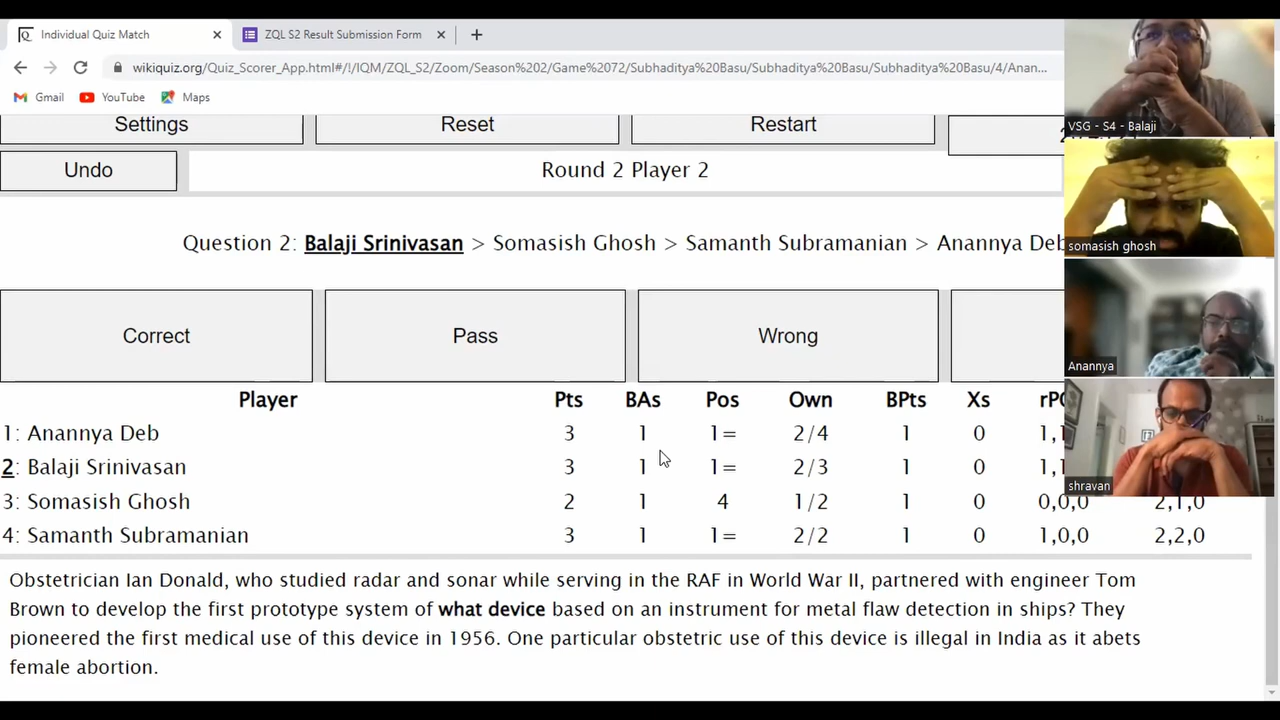 Individual Quiz Match
ZQL S2 Result Submission Form
wikiquiz.org/Quiz_Scorer_App.html#/I/IQM/ZQL_S2/Zoom/Season%202/Game%2072/Subhaditya%20Basu/Subhaditya%20Basu/Subhaditya%20Basu/4/Anan...
Gmail YouTube Maps
Settings Reset Restart
Undo Round 2 Player 2
Question 2: Balaji Srinivasan > Somasish Ghosh > Samanth Subramanian > Anannya Deb
Correct Pass Wrong
Player Pts BAs Pos Own BPts Xs
1: Anannya Deb 3 1 1= 2/4 1 0
2: Balaji Srinivasan 3 1 1= 2/3 1 0
3: Somasish Ghosh 2 1 4 1/2 1 0 0,0,0 2,1,0
4: Samanth Subramanian 3 1 1= 2/2 1 0 1,0,0 2,2,0
Obstetrician Ian Donald, who studied radar and sonar while serving in the RAF in World War II, partnered with engineer Tom
Brown to develop the first prototype system of what device based on an instrument for metal flaw detection in ships? They
pioneered the first medical use of this device in 1956. One particular obstetric use of this device is illegal in India as it abets
female abortion.
VSG - S4 - Balaji
somasish ghosh
Anannya
shravan